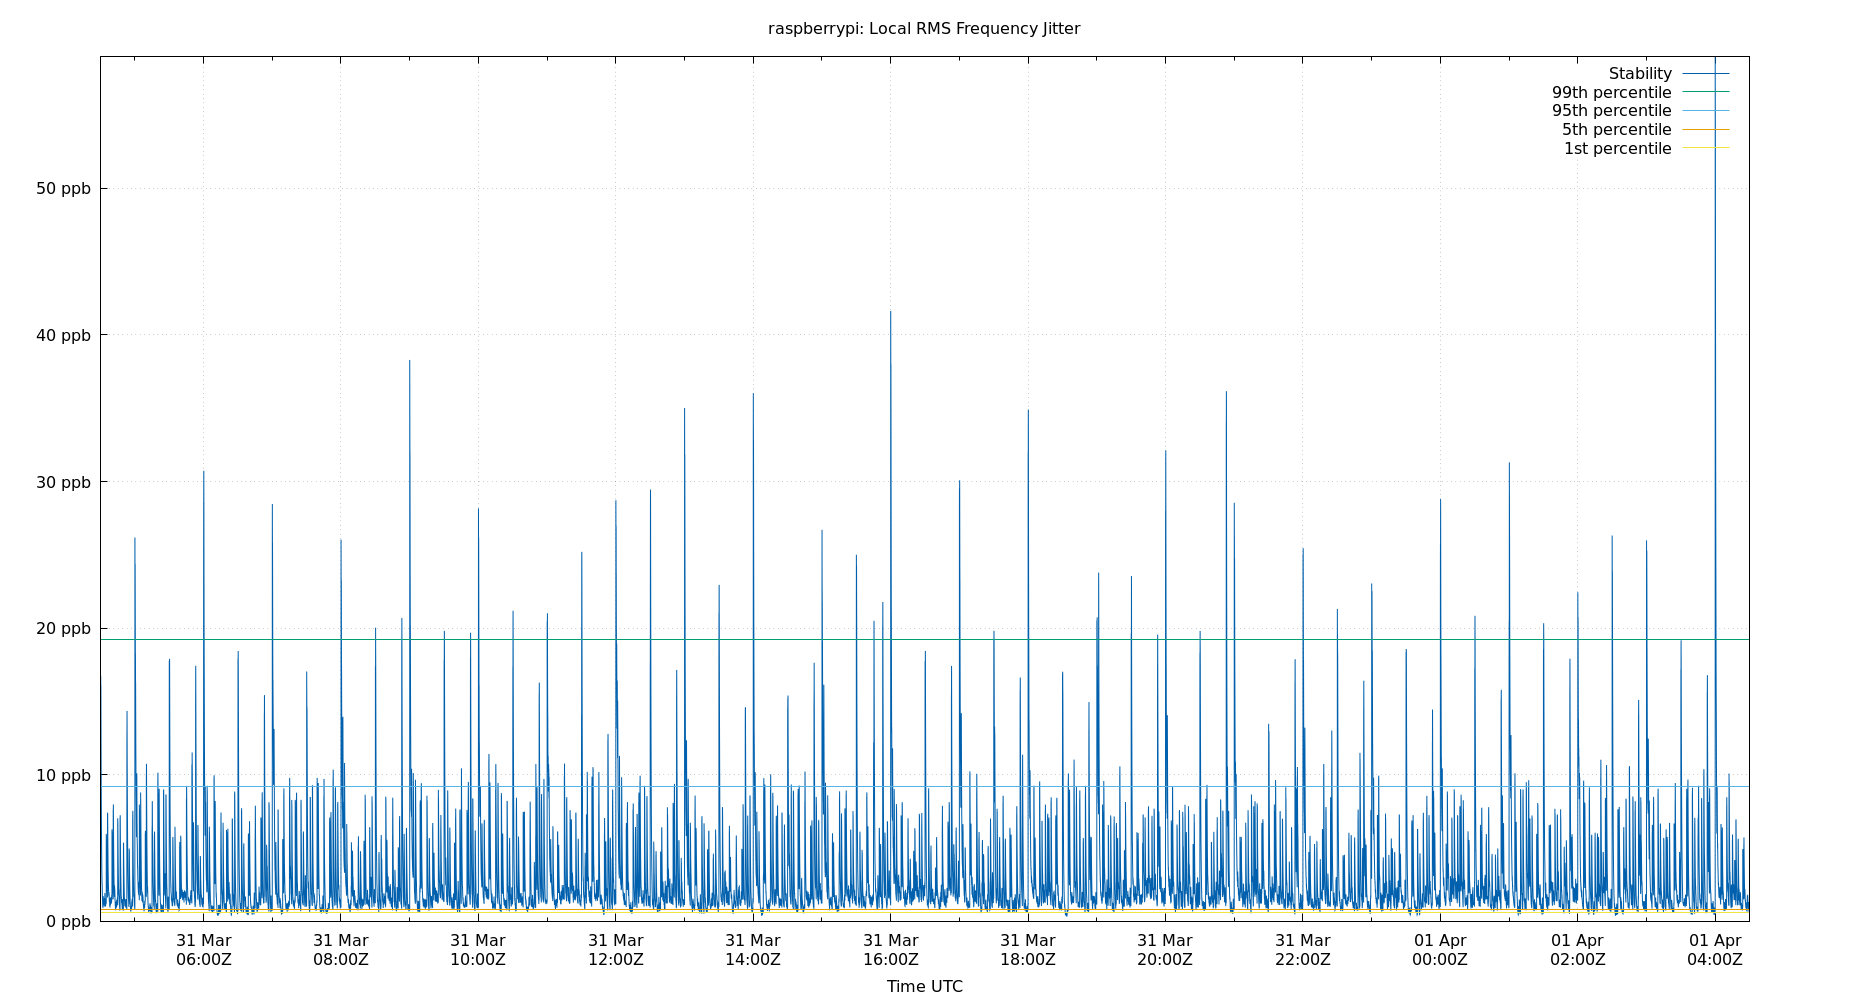 raspberrypi: Local RMS Frequency Jitter
Stability
99th percentile
95th percentile
5th percentile
1st percentile
50 ppb
40 ppb
30 ppb
20 ppb
10 ppb
0 ppb
31 Mar 31 Mar 31 Mar 31 Mar 31 Mar 31 Mar 31 Mar 31 Mar 31 Mar 01 Apr 01 Apr 01 Apr
06:00Z 08:00Z 10:00Z 12:00Z 14:00Z 16:00Z 18:00Z 20:00Z 22:00Z 00:00Z 02:00Z 04:00Z
Time UTC